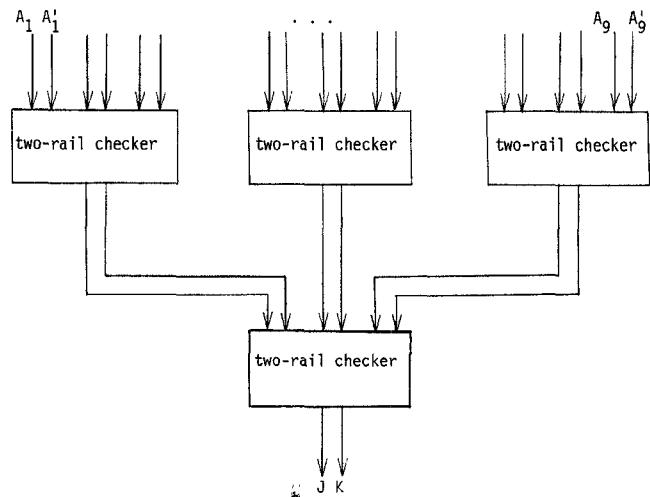 A₁ A₁' . . . A₉ A₉'
two-rail checker two-rail checker two-rail checker
two-rail checker
J K